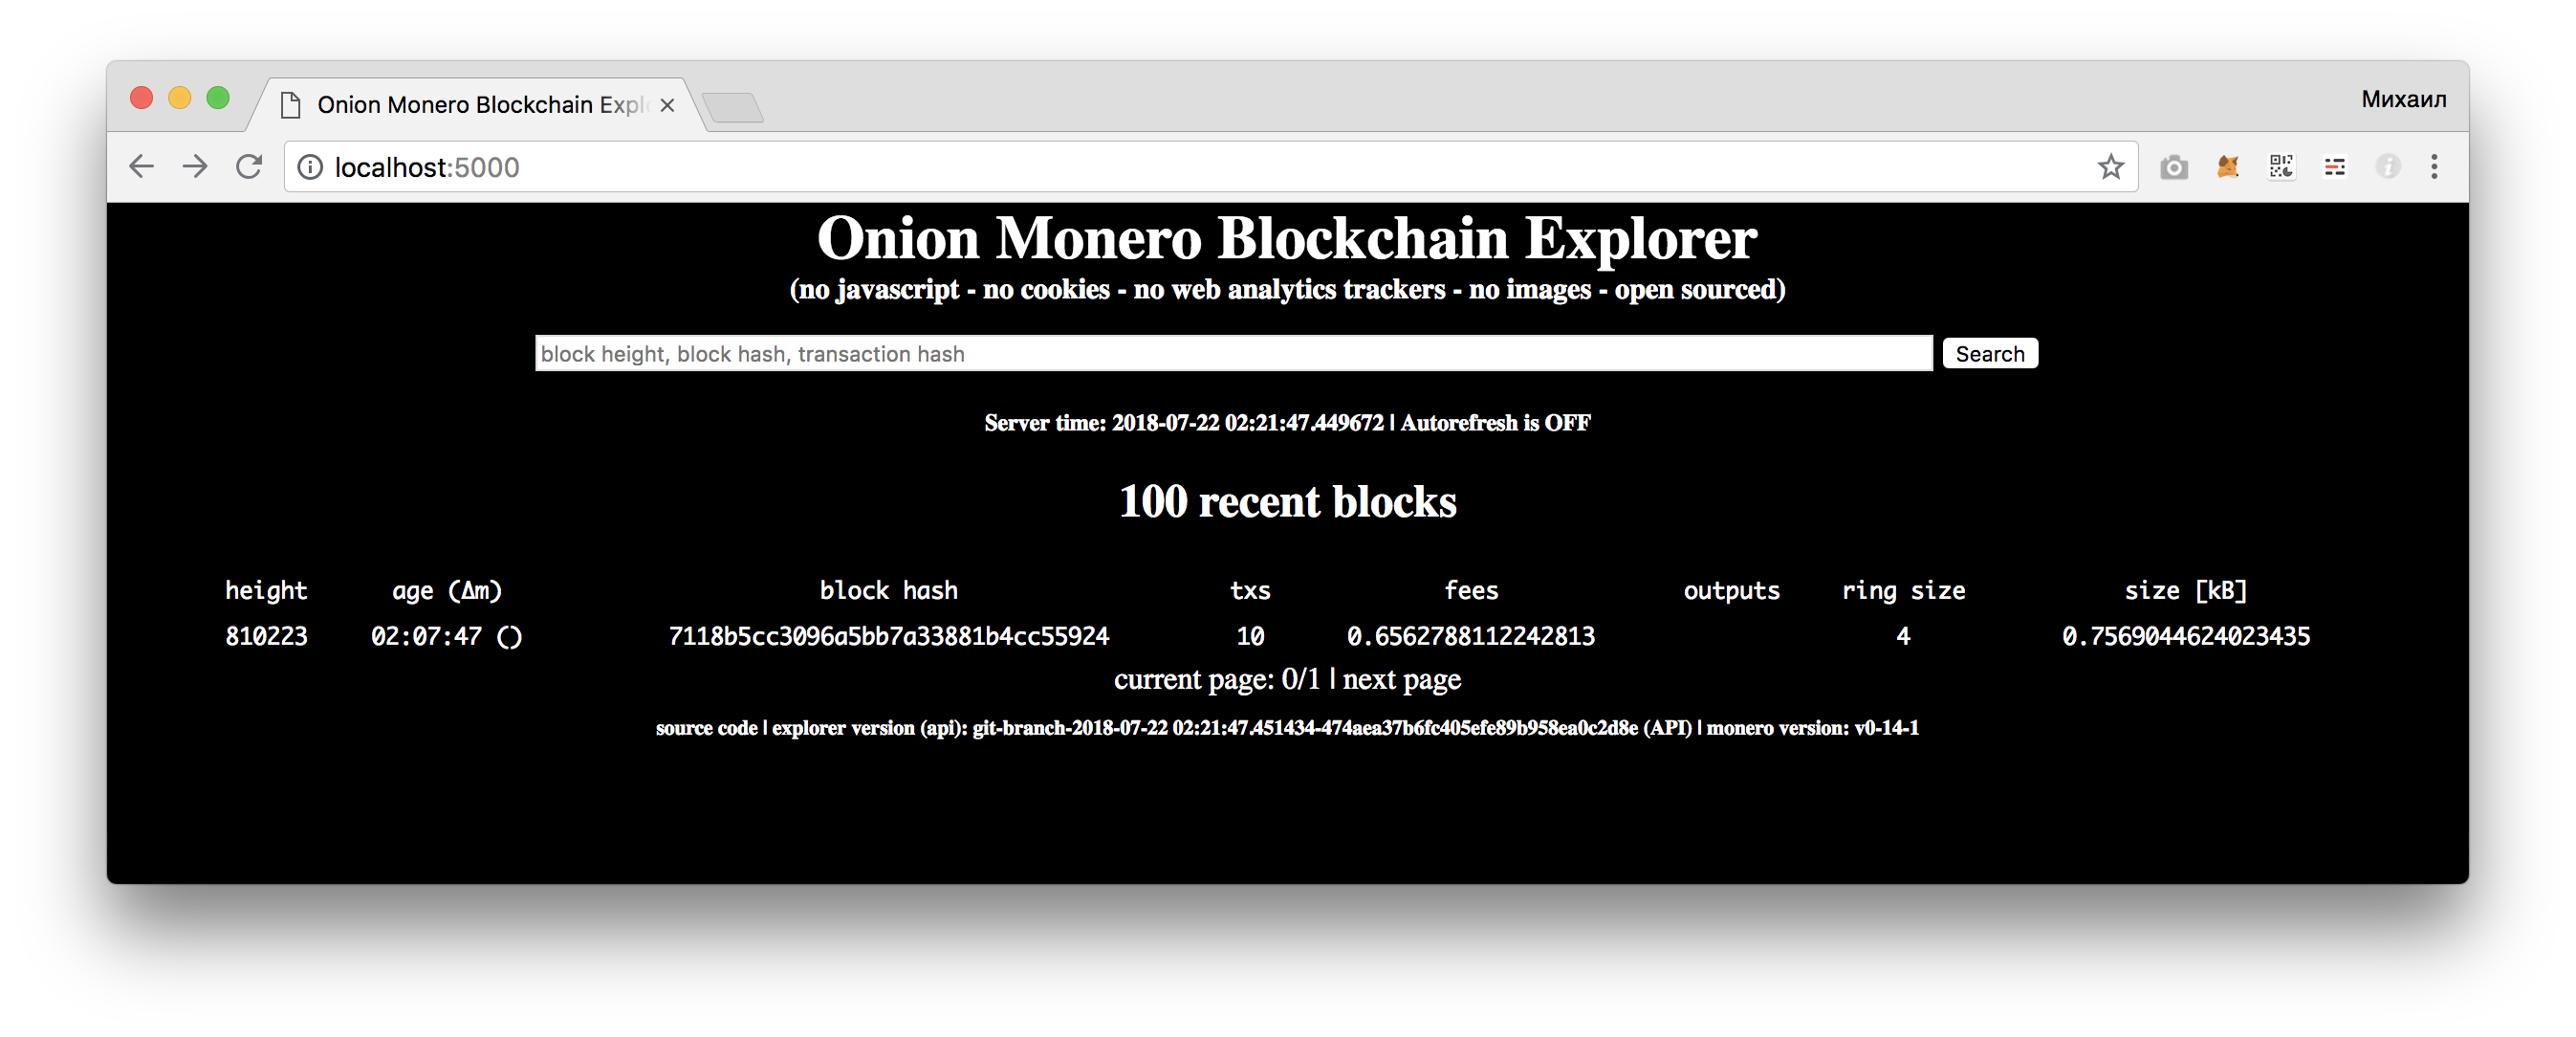 Onion Monero Blockchain Expl
Михаил
localhost:5000
Onion Monero Blockchain Explorer
(no javascript - no cookies - no web analytics trackers - no images - open sourced)
block height, block hash, transaction hash Search
Server time: 2018-07-22 02:21:47.449672 | Autorefresh is OFF
100 recent blocks
height age (Δm) block hash txs fees outputs ring size size [kB]
810223 02:07:47 () 7118b5cc3096a5bb7a33881b4cc55924 10 0.6562788112242813 4 0.7569044624023435
current page: 0/1 | next page
source code | explorer version (api): git-branch-2018-07-22 02:21:47.451434-474aea37b6fc405efe89b958ea0c2d8e (API) | monero version: v0-14-1